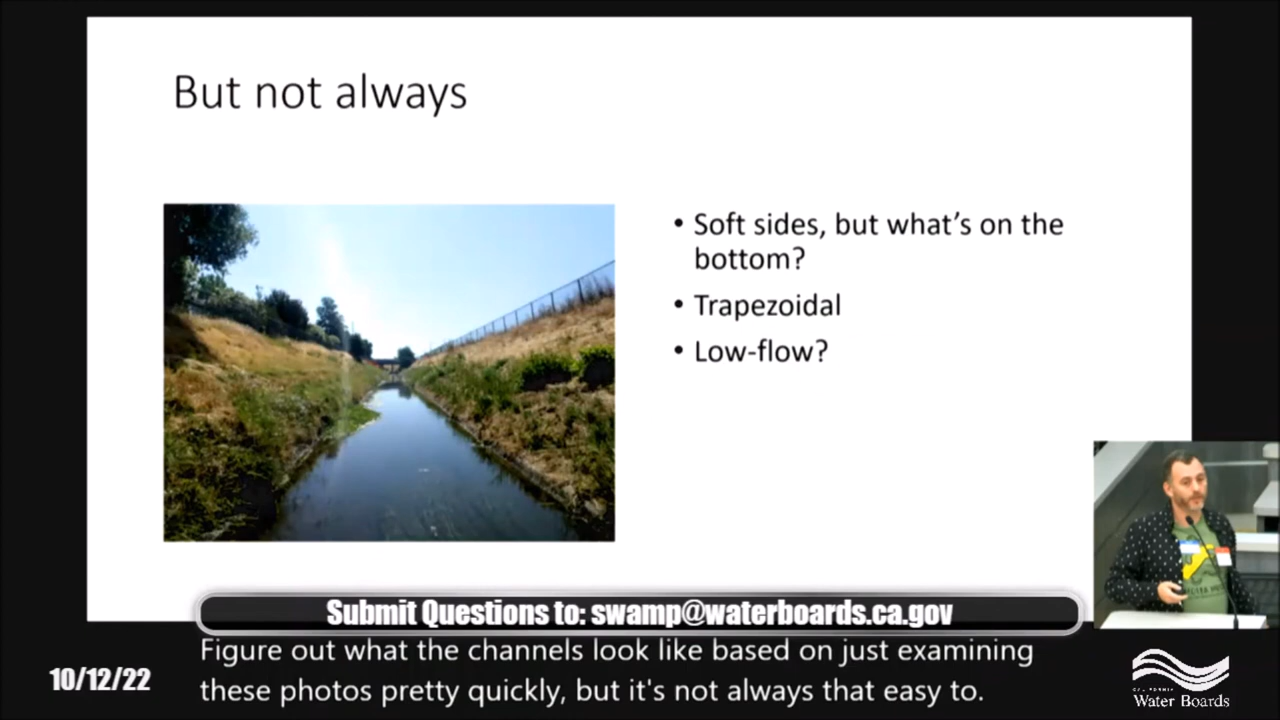 But not always
• Soft sides, but what's on the
bottom?
• Trapezoidal
• Low-flow?
Submit Questions to: swamp@waterboards.ca.gov
Figure out what the channels look like based on just examining
these photos pretty quickly, but it's not always that easy to.
10/12/22
CALIFORNIA
Water Boards